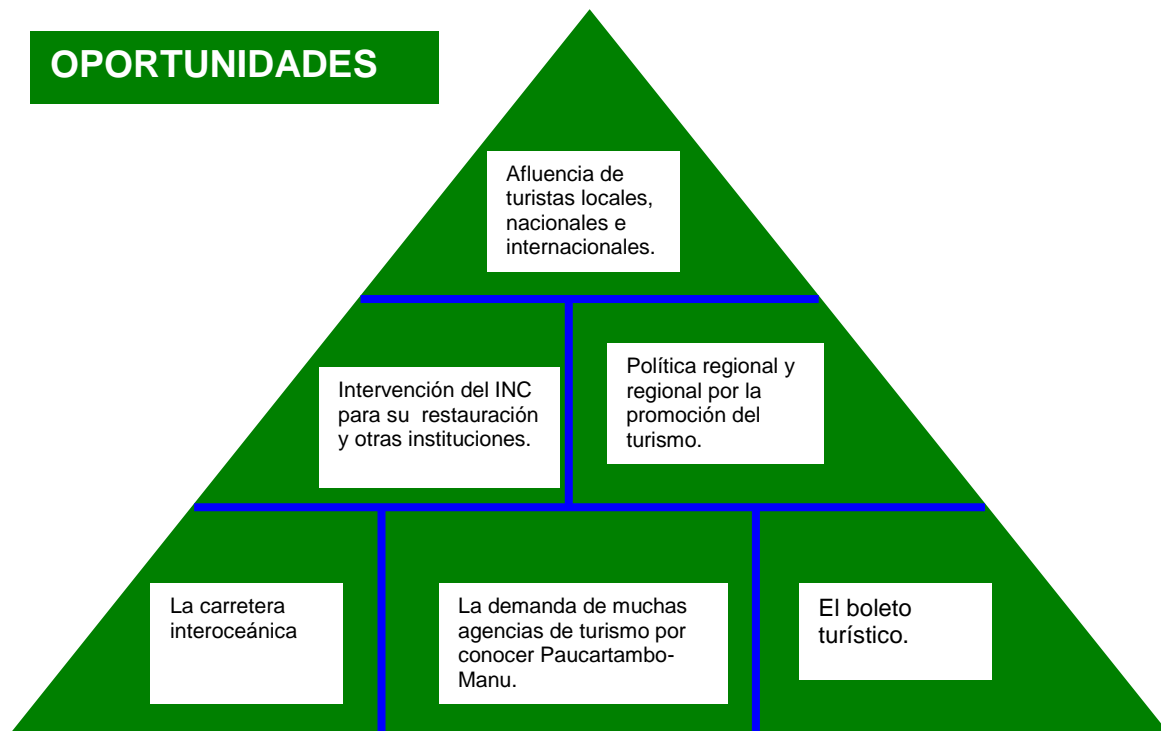 OPORTUNIDADES
Afluencia de
turistas locales,
nacionales e
internacionales.
Intervención del INC
para su  restauración
y otras instituciones.
Política regional y
regional por la
promoción del
turismo.
La carretera
interoceánica
La demanda de muchas
agencias de turismo por
conocer Paucartambo-
Manu.
El boleto
turístico.